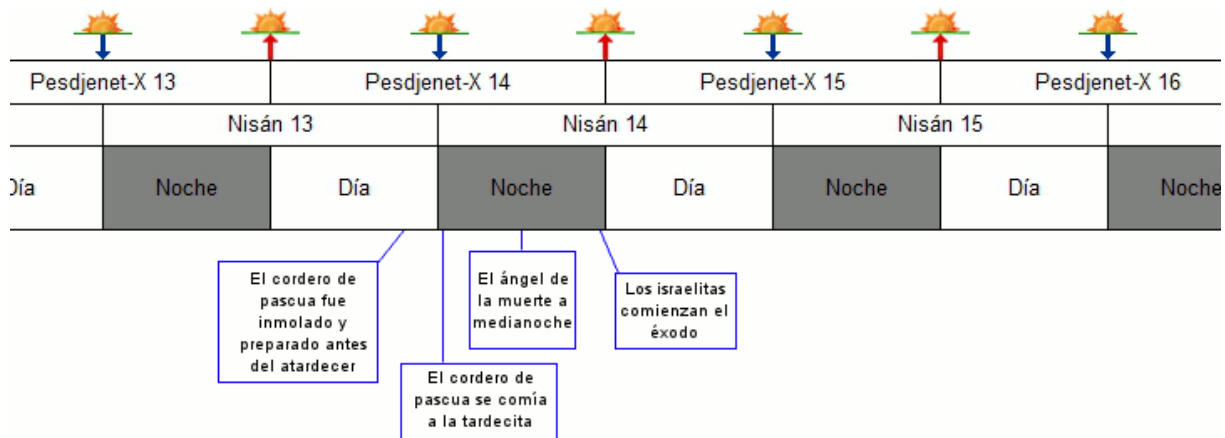 Pesdjenet-X 13 Pesdjenet-X 14 Pesdjenet-X 15 Pesdjenet-X 16
Nisán 13 Nisán 14 Nisán 15
Día Noche Día Noche Día Noche Día Noche
El cordero de
pascua fue
inmolado y
preparado antes
del atardecer
El cordero de
pascua se comía
a la tardecita
El ángel de
la muerte a
medianoche
Los israelitas
comienzan el
éxodo